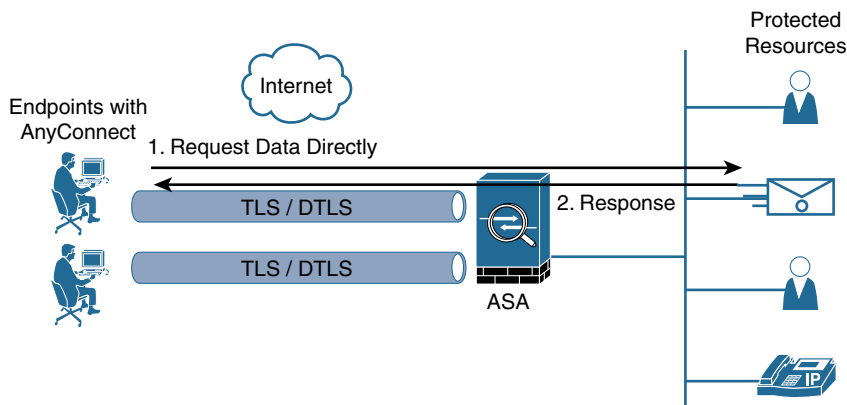 Protected
Resources
Internet
Endpoints with
AnyConnect
1. Request Data Directly
2. Response
TLS / DTLS
TLS / DTLS
ASA
IP